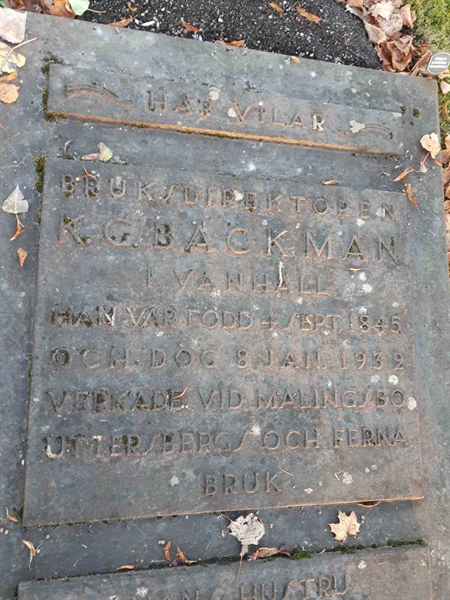 HÄR VILAR
BRUKSDIREKTÖREN
K. G. BÄCKMAN
I VANHÄLL
HAN VAR FÖDD 4 SEPT. 1845
OCH DOG 8 JAN. 1932
VERKADE VID MALINGSBO
UTTERSBERGS OCH FERNA
BRUK
HUSTRU